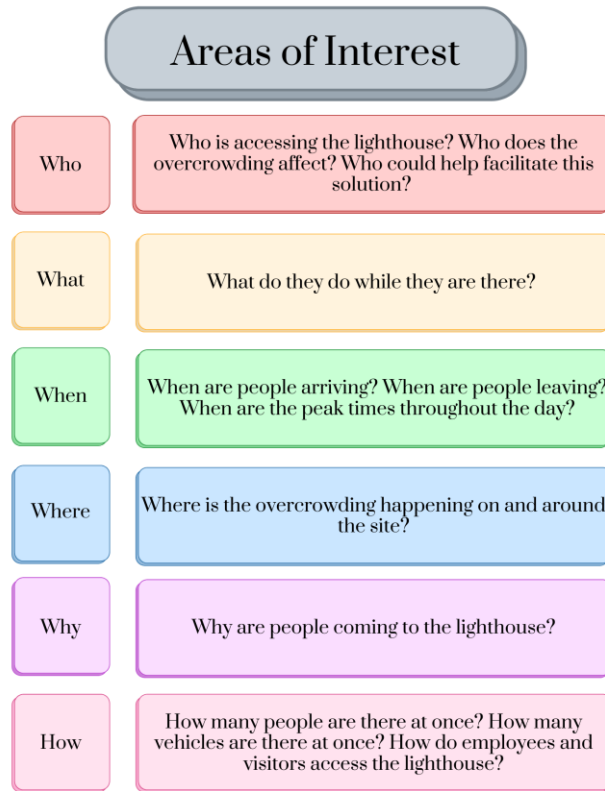 Areas of Interest
Who
Who is accessing the lighthouse? Who does the
overcrowding affect? Who could help facilitate this
solution?
What
What do they do while they are there?
When
When are people arriving? When are people leaving?
When are the peak times throughout the day?
Where
Where is the overcrowding happening on and around
the site?
Why
Why are people coming to the lighthouse?
How
How many people are there at once? How many
vehicles are there at once? How do employees and
visitors access the lighthouse?